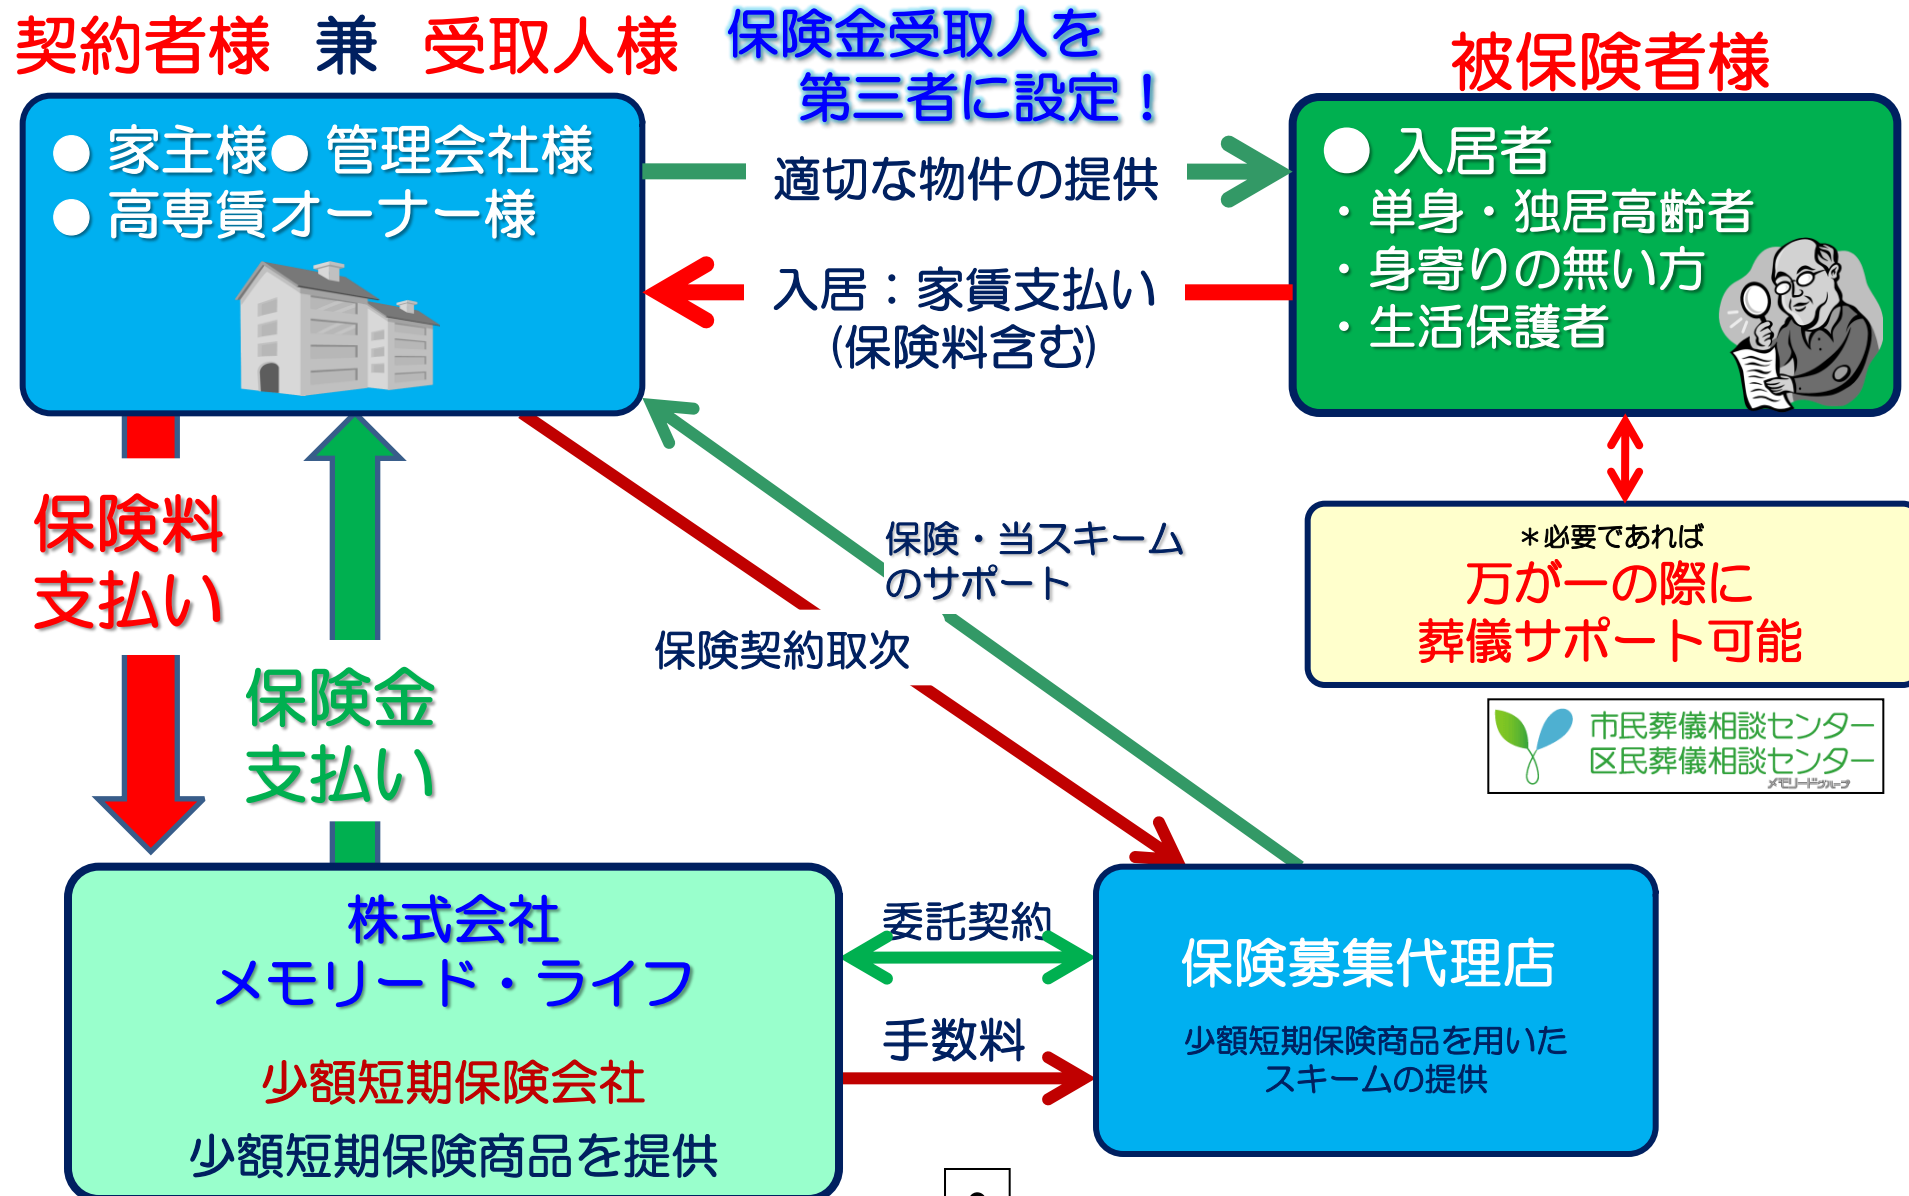 契約者様 兼 受取人様
保険金受取人を
第三者に設定！
被保険者様
● 家主様● 管理会社様
● 高専賃オーナー様
適切な物件の提供
入居：家賃支払い
(保険料含む)
● 入居者
・単身・独居高齢者
・身寄りの無い方
・生活保護者
保険料
支払い
保険金
支払い
保険・当スキーム
のサポート
保険契約取次
＊必要であれば
万が一の際に
葬儀サポート可能
市民葬儀相談センター
区民葬儀相談センター
メモリードグループ
株式会社
メモリード・ライフ
少額短期保険会社
少額短期保険商品を提供
委託契約
手数料
保険募集代理店
少額短期保険商品を用いた
スキームの提供